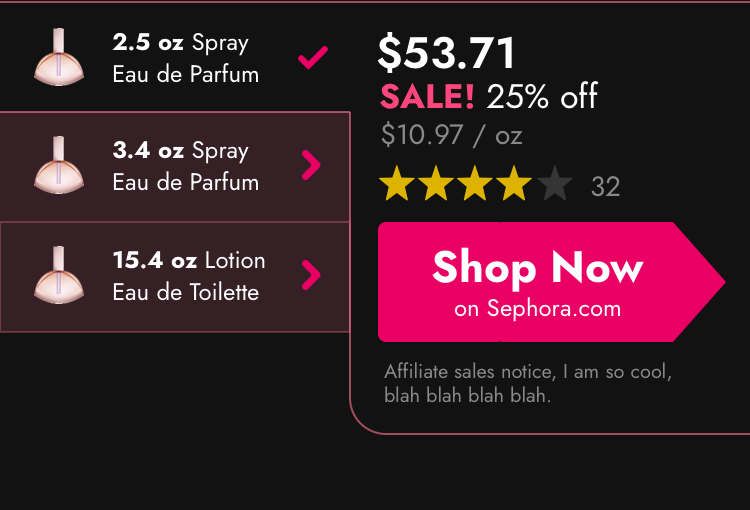 2.5 oz Spray
Eau de Parfum
3.4 oz Spray
Eau de Parfum
15.4 oz Lotion
Eau de Toilette
$53.71
SALE! 25% off
$10.97 / oz
32
Shop Now
on Sephora.com
Affiliate sales notice, I am so cool,
blah blah blah blah.